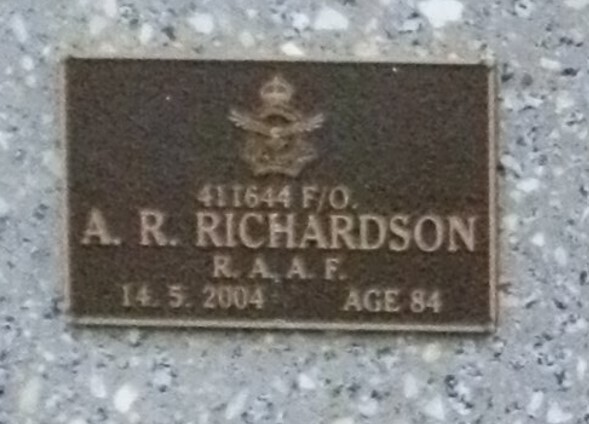 411644 F/O.
A. R. RICHARDSON
R. A. A. F.
14. 5. 2004 AGE 84